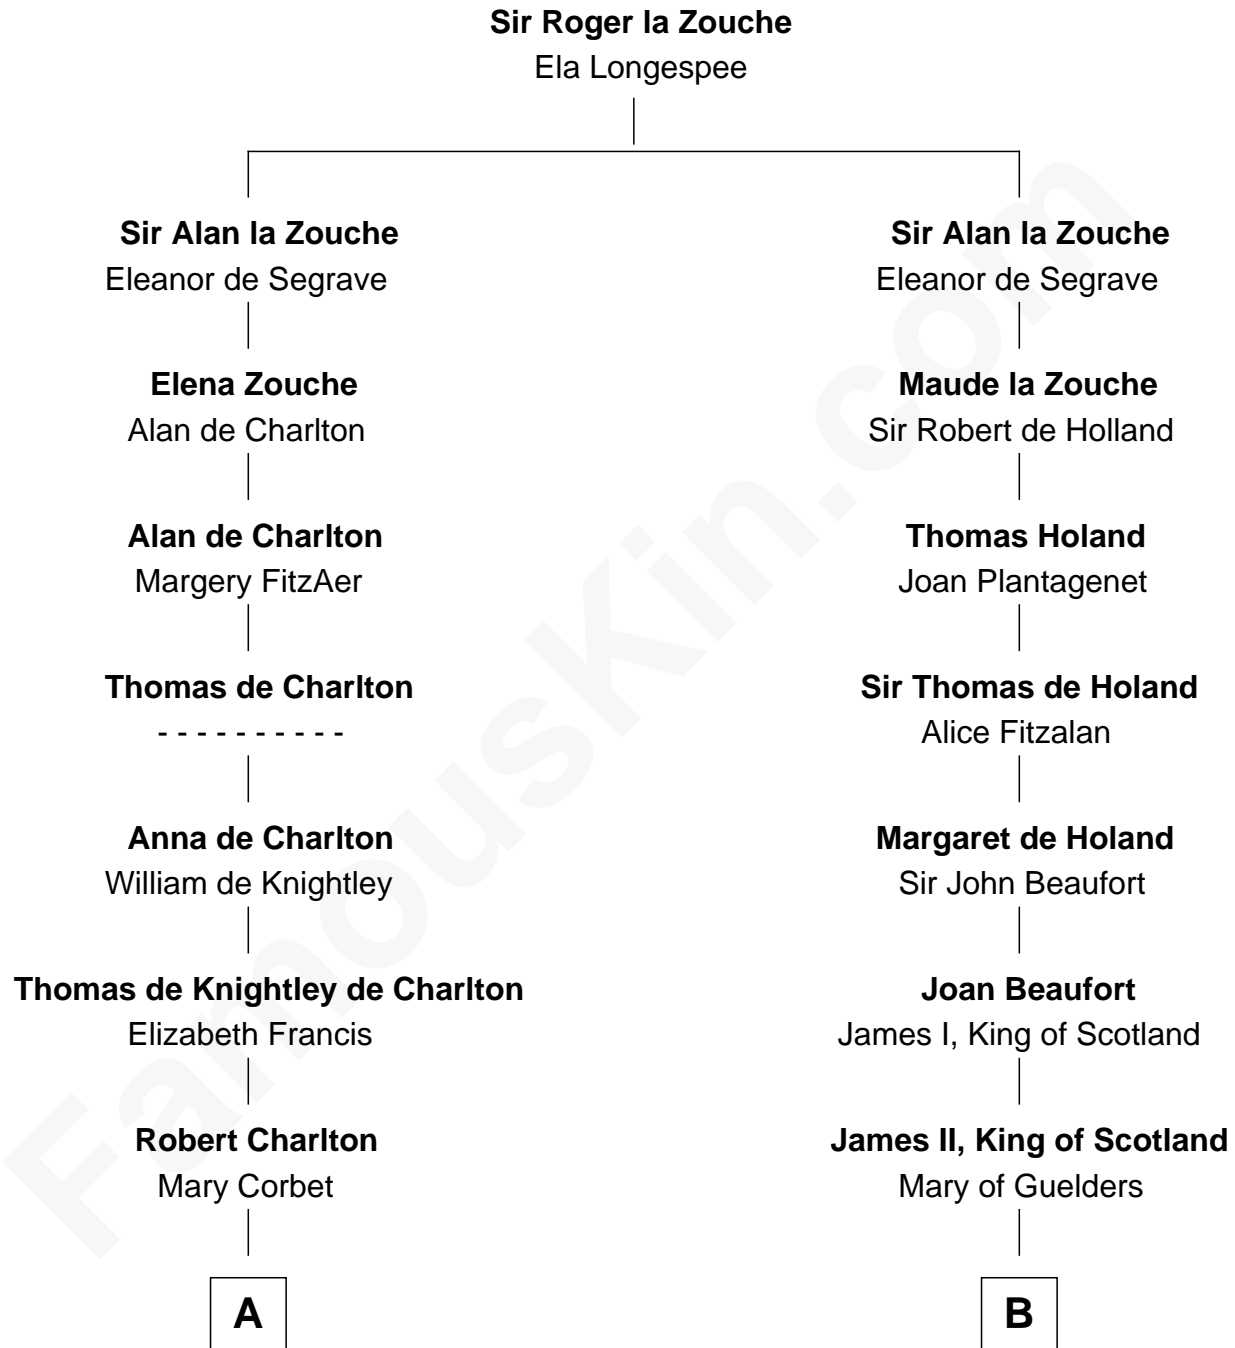 Sir Roger la Zouche
Ela Longespee
Sir Alan la Zouche
Eleanor de Segrave
Sir Alan la Zouche
Eleanor de Segrave
Elena Zouche
Alan de Charlton
Maude la Zouche
Sir Robert de Holland
Alan de Charlton
Margery FitzAer
Thomas Holand
Joan Plantagenet
Thomas de Charlton
- - - - - - - - - -
Sir Thomas de Holand
Alice Fitzalan
Anna de Charlton
William de Knightley
Margaret de Holand
Sir John Beaufort
Thomas de Knightley de Charlton
Elizabeth Francis
Joan Beaufort
James I, King of Scotland
Robert Charlton
Mary Corbet
James II, King of Scotland
Mary of Guelders
A
B
FamousKin.com